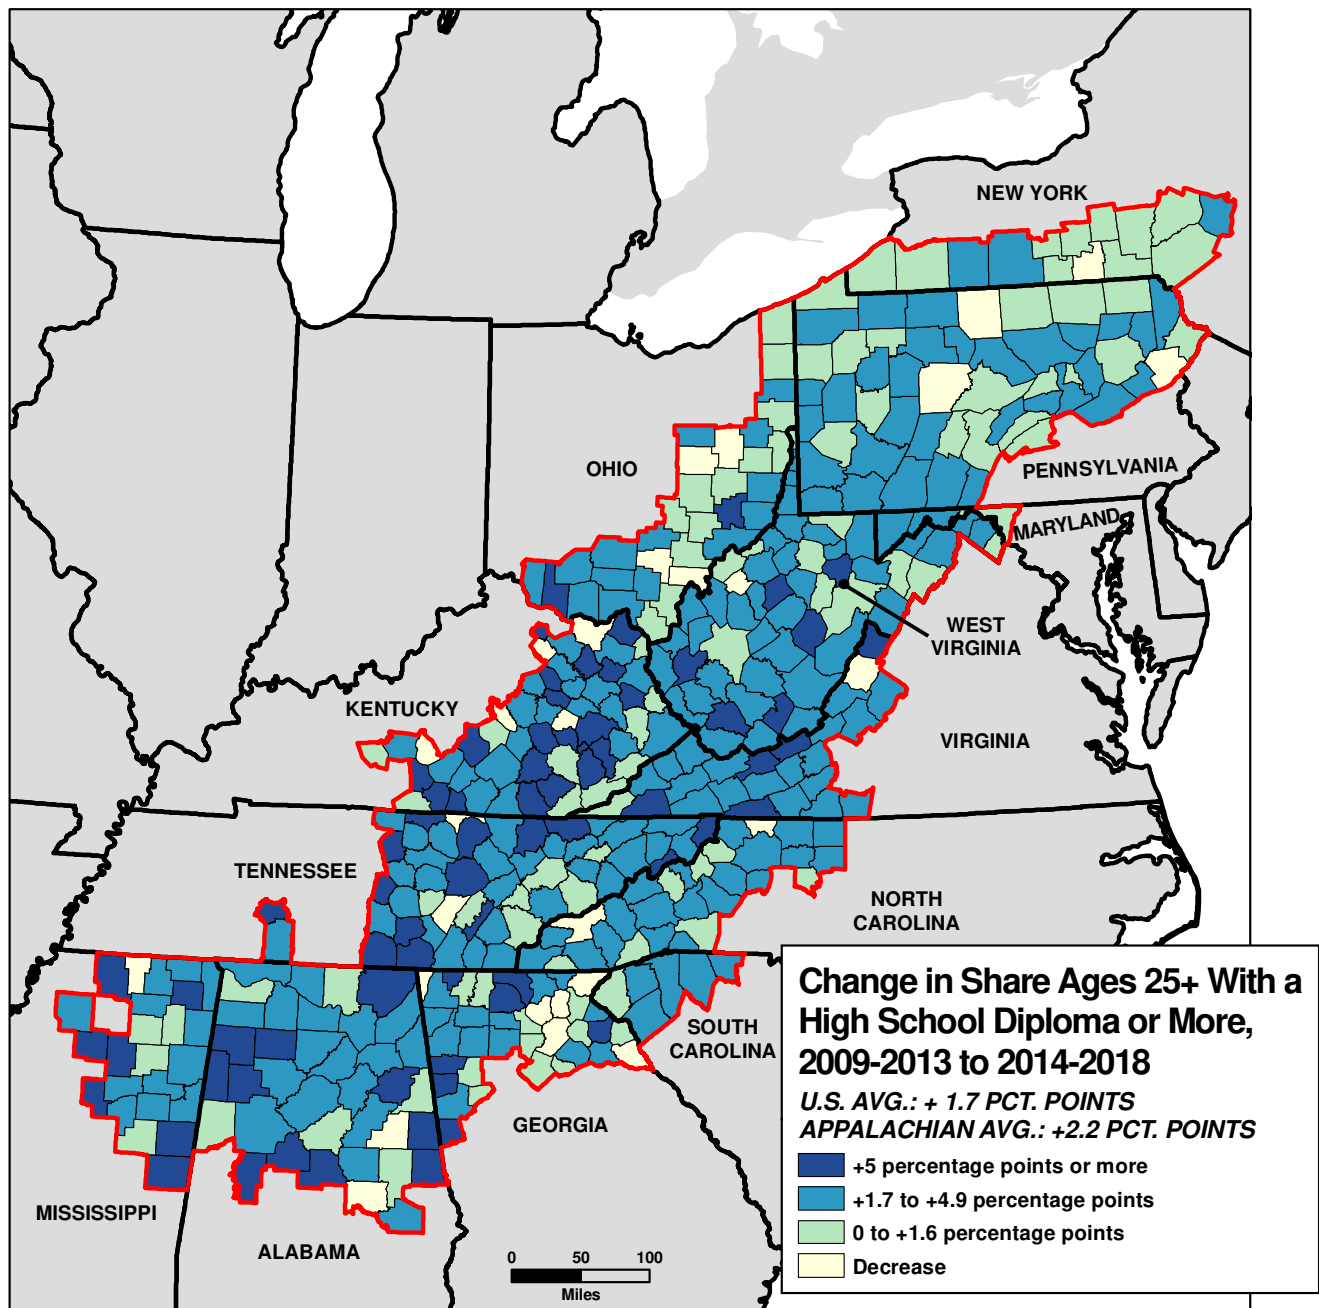 NEW YORK
OHIO
PENNSYLVANIA
MARYLAND
WEST
VIRGINIA
KENTUCKY
VIRGINIA
TENNESSEE
NORTH
CAROLINA
SOUTH
CAROLINA
GEORGIA
MISSISSIPPI
ALABAMA
0 50 100
Miles
Change in Share Ages 25+ With a
High School Diploma or More,
2009-2013 to 2014-2018
U.S. AVG.: + 1.7 PCT. POINTS
APPALACHIAN AVG.: +2.2 PCT. POINTS
+5 percentage points or more
+1.7 to +4.9 percentage points
0 to +1.6 percentage points
Decrease